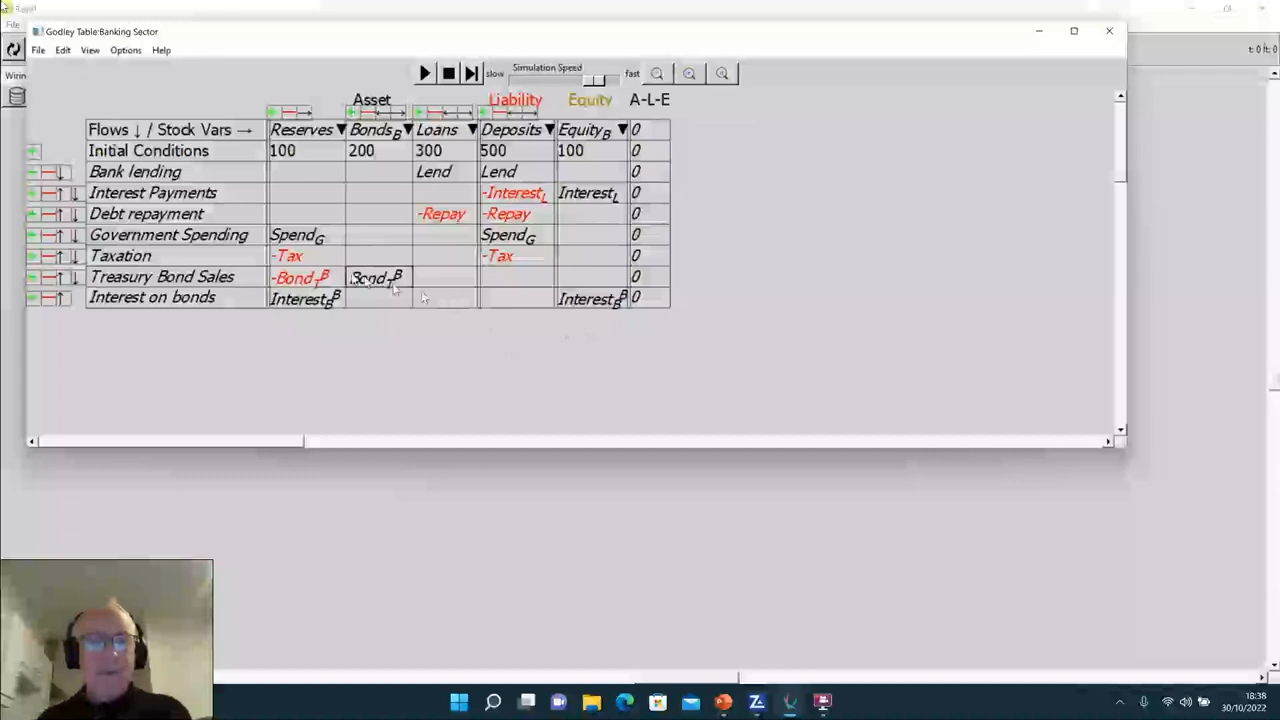 File
Wirin
Godley Table:Banking Sector
File Edit View Options Help
slow Simulation Speed fast
t: 0
Asset Liability Equity A-L-E
Flows ↓ / Stock Vars → Reserves ▼ Bonds_B ▼ Loans ▼ Deposits ▼ Equity_B ▼ 0
Initial Conditions 100 200 300 500 100 0
Bank lending Lend Lend 0
Interest Payments -Interest_L Interest_L 0
Debt repayment -Repay -Repay 0
Government Spending Spend_G Spend_G 0
Taxation -Tax -Tax 0
Treasury Bond Sales -Bond_T^B Bond_T^B 0
Interest on bonds Interest_B^B Interest_B^B 0
18:38
30/10/2022